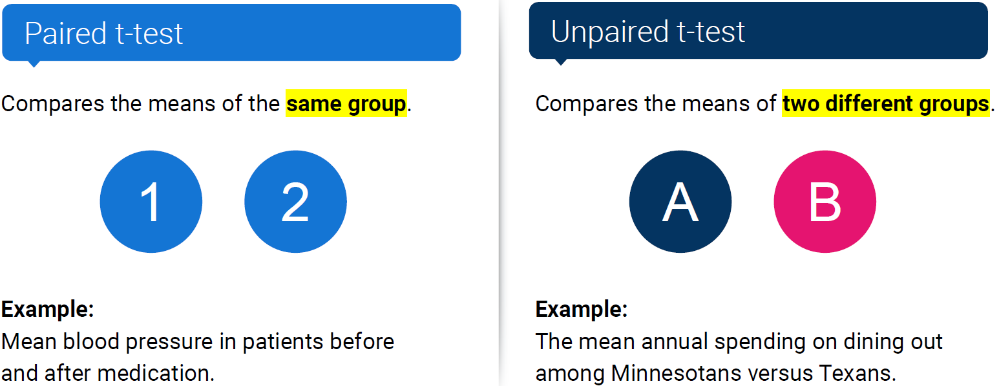 Paired t-test
Compares the means of the same group.
1 2
Example:
Mean blood pressure in patients before
and after medication.
Unpaired t-test
Compares the means of two different groups.
A B
Example:
The mean annual spending on dining out
among Minnesotans versus Texans.